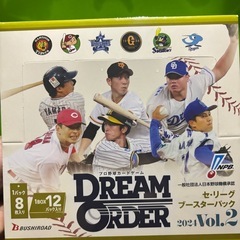 プロ野球カードゲーム
DREAM
ORDER
NPB
一般社団法人日本野球機構承認
セ・リーグ
ブースターパック
2024 Vol.2
1パック
8枚入り
1BOX
12
パック入り
BUSHIROAD